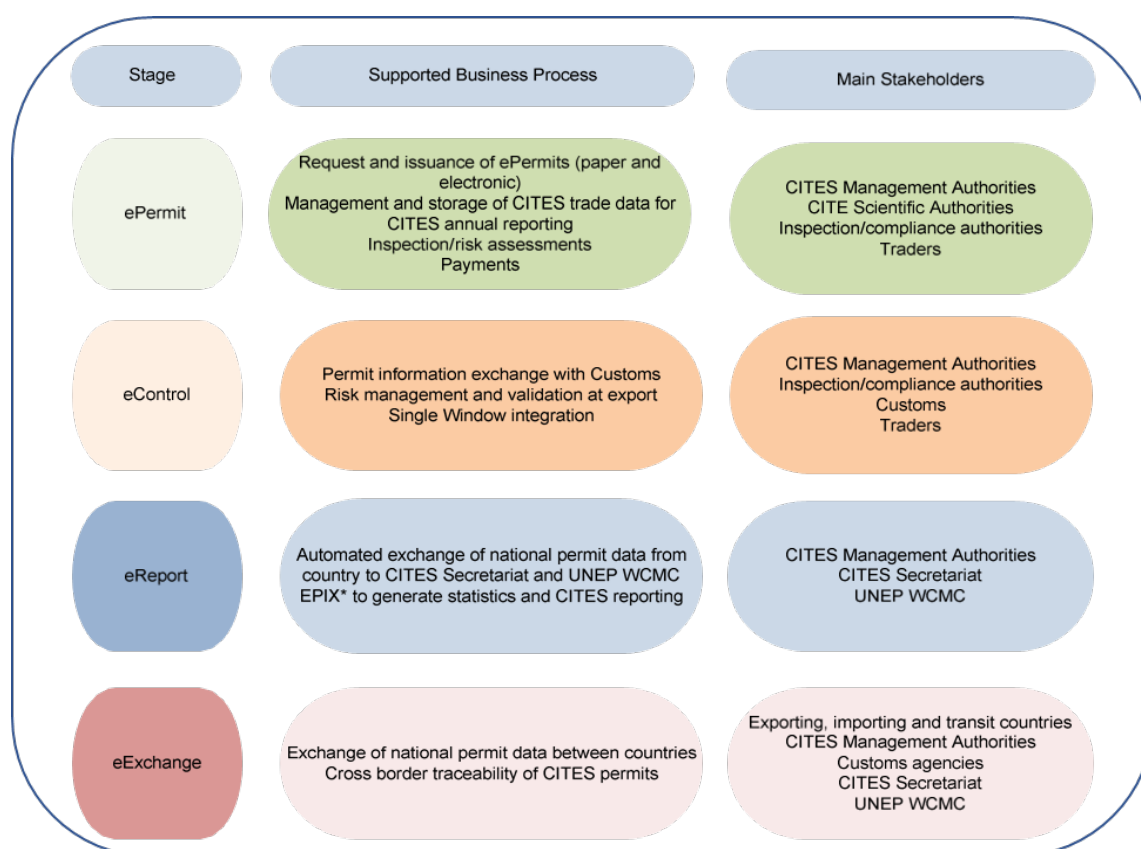 Stage
Supported Business Process
Main Stakeholders
ePermit
Request and issuance of ePermits (paper and
electronic)
Management and storage of CITES trade data for
CITES annual reporting
Inspection/risk assessments
Payments
CITES Management Authorities
CITE Scientific Authorities
Inspection/compliance authorities
Traders
eControl
Permit information exchange with Customs
Risk management and validation at export
Single Window integration
CITES Management Authorities
Inspection/compliance authorities
Customs
Traders
eReport
Automated exchange of national permit data from
country to CITES Secretariat and UNEP WCMC
EPIX* to generate statistics and CITES reporting
CITES Management Authorities
CITES Secretariat
UNEP WCMC
eExchange
Exchange of national permit data between countries
Cross border traceability of CITES permits
Exporting, importing and transit countries
CITES Management Authorities
Customs agencies
CITES Secretariat
UNEP WCMC